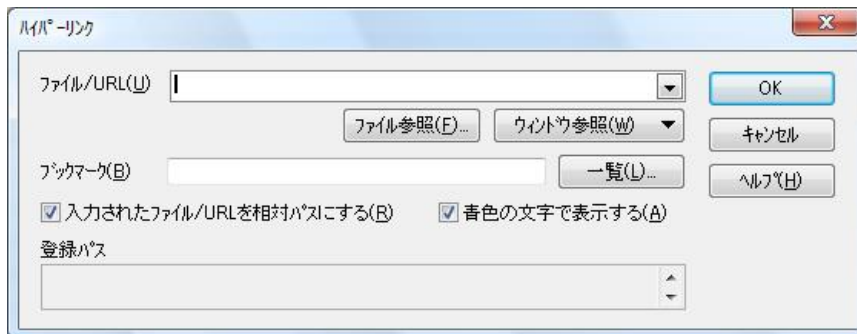 ﾊｲﾊﾟｰﾘﾝｸ
ﾌｧｲﾙ/URL(U)
OK
ﾌｧｲﾙ参照(F)...
ｳｨﾝﾄﾞｳ参照(W)
ｷｬﾝｾﾙ
ﾌﾞｯｸﾏｰｸ(B)
一覧(L)...
ﾍﾙﾌﾟ(H)
入力されたﾌｧｲﾙ/URLを相対ﾊﾟｽにする(R)
青色の文字で表示する(A)
登録ﾊﾟｽ